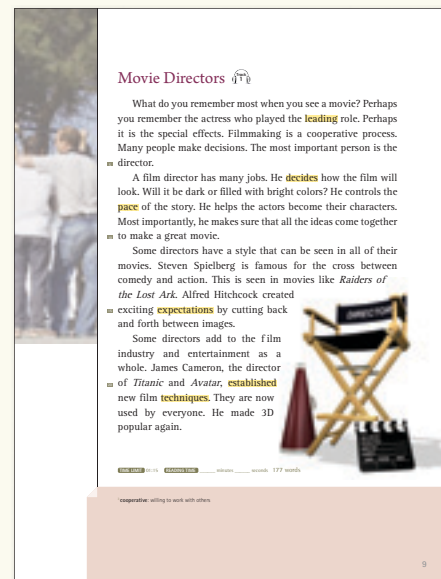 Movie Directors Track 1
What do you remember most when you see a movie? Perhaps
you remember the actress who played the leading role. Perhaps
it is the special effects. Filmmaking is a cooperative process.
Many people make decisions. The most important person is the
director.
A film director has many jobs. He decides how the film will
look. Will it be dark or filled with bright colors? He controls the
pace of the story. He helps the actors become their characters.
Most importantly, he makes sure that all the ideas come together
to make a great movie.
Some directors have a style that can be seen in all of their
movies. Steven Spielberg is famous for the cross between
comedy and action. This is seen in movies like Raiders of
the Lost Ark. Alfred Hitchcock created
exciting expectations by cutting back
and forth between images.
Some directors add to the film
industry and entertainment as a
whole. James Cameron, the director
of Titanic and Avatar, established
new film techniques. They are now
used by everyone. He made 3D
popular again.
DIRECTOR
TIME LIMIT READING TIME ______ minutes ______ seconds 177 words
cooperative: willing to work with others
9